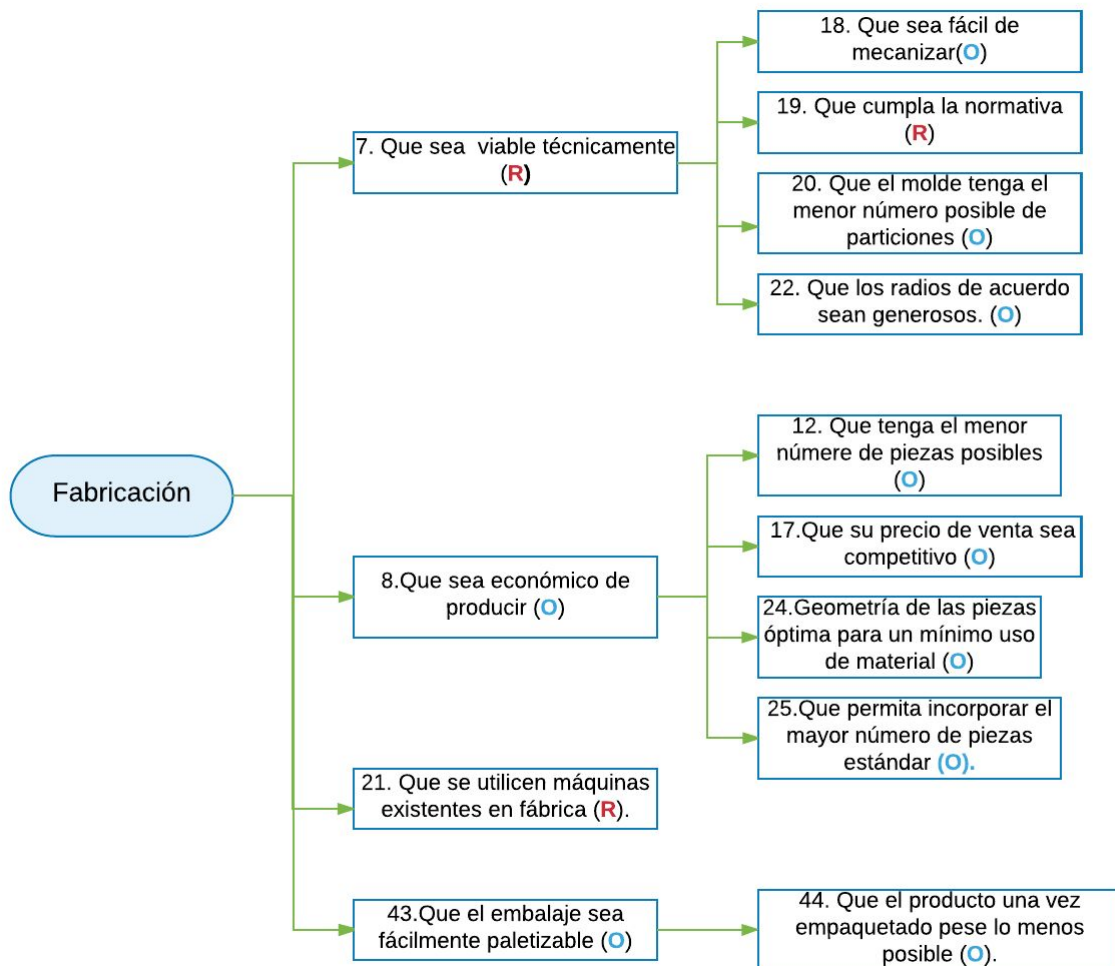 18. Que sea fácil de
mecanizar(O)
19. Que cumpla la normativa
(R)
7. Que sea viable técnicamente
(R)
20. Que el molde tenga el
menor número posible de
particiones (O)
22. Que los radios de acuerdo
sean generosos. (O)
Fabricación
12. Que tenga el menor
númere de piezas posibles
(O)
17.Que su precio de venta sea
competitivo (O)
8.Que sea económico de
producir (O)
24.Geometría de las piezas
óptima para un mínimo uso
de material (O)
25.Que permita incorporar el
mayor número de piezas
estándar (O).
21. Que se utilicen máquinas
existentes en fábrica (R).
43.Que el embalaje sea
fácilmente paletizable (O)
44. Que el producto una vez
empaquetado pese lo menos
posible (O).